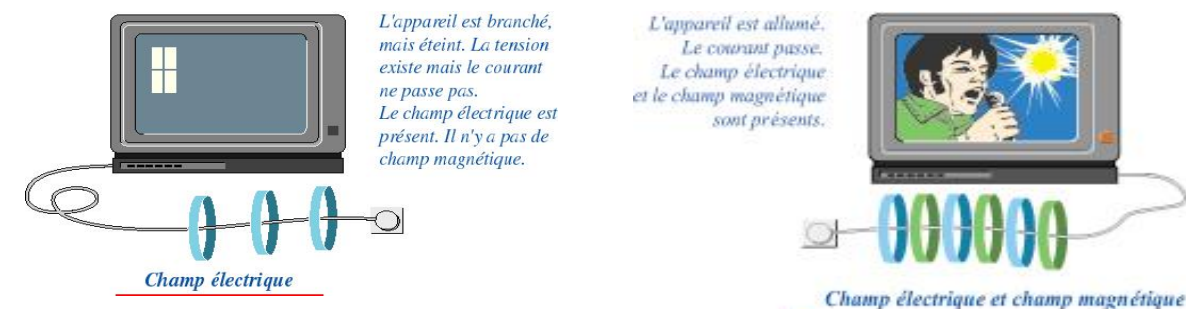 L'appareil est branché,
mais éteint. La tension
existe mais le courant
ne passe pas.
Le champ électrique est
présent. Il n'y a pas de
champ magnétique.
Champ électrique
L'appareil est allumé.
Le courant passe.
Le champ électrique
et le champ magnétique
sont présents.
Champ électrique et champ magnétique